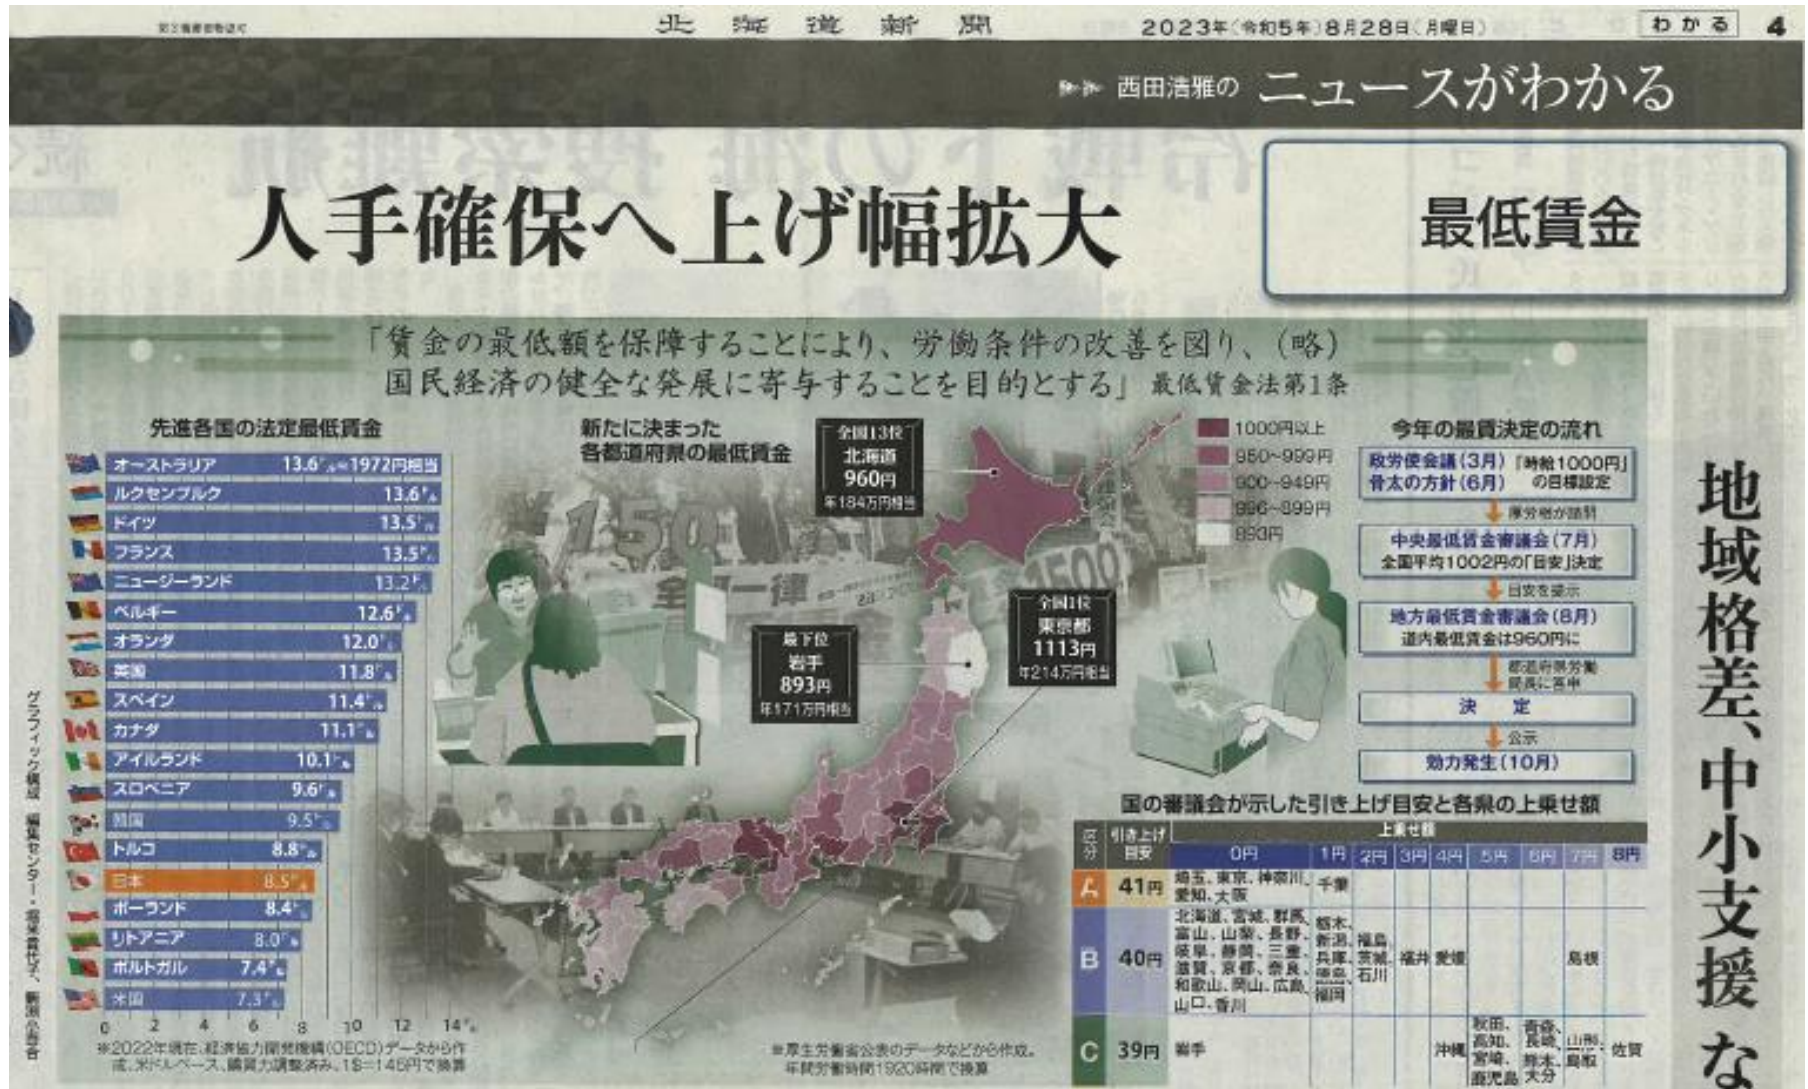 北海道新聞
2023年(令和5年)8月28日(月曜日)
わかる
4
西田浩雅の ニュースがわかる
人手確保へ上げ幅拡大
最低賃金
地域格差、中小支援 な
「賃金の最低額を保障することにより、労働条件の改善を図り、(略)
国民経済の健全な発展に寄与することを目的とする」 最低賃金法第1条
先進各国の法定最低賃金
オーストラリア 13.6ドル=1972円相当
ルクセンブルク 13.6ドル
ドイツ 13.5ドル
フランス 13.5ドル
ニュージーランド 13.2ドル
ベルギー 12.6ドル
オランダ 12.0ドル
英国 11.8ドル
スペイン 11.4ドル
カナダ 11.1ドル
アイルランド 10.1ドル
スロベニア 9.6ドル
韓国 9.5ドル
トルコ 8.8ドル
日本 8.5ドル
ポーランド 8.4ドル
リトアニア 8.0ドル
ポルトガル 7.4ドル
米国 7.3ドル
0 2 4 6 8 10 12 14ドル
※2022年現在、経済協力開発機構(OECD)データから作
成、米ドルベース、購買力調整済み、1$=145円で換算
新たに決まった
各都道府県の最低賃金
全国13位
北海道
960円
年184万円相当
最下位
岩手
893円
年171万円相当
全国1位
東京都
1113円
年214万円相当
1000円以上
950~999円
900~949円
896~899円
893円
150
全国一律
1500
※厚生労働省公表のデータなどから作成。
年間労働時間1920時間で換算
今年の最賃決定の流れ
政労使会議(3月)「時給1000円」
骨太の方針(6月) の目標設定
厚労相が諮問
中央最低賃金審議会(7月)
全国平均1002円の「目安」決定
目安を提示
地方最低賃金審議会(8月)
道内最低賃金は960円に
都道府県労働
局長に答申
決 定
公示
効力発生(10月)
国の審議会が示した引き上げ目安と各県の上乗せ額
区分 引き上げ目安 上乗せ額
0円 1円 2円 3円 4円 5円 6円 7円 8円
A 41円 埼玉、東京、神奈川、愛知、大阪 千葉
B 40円 北海道、宮城、群馬、富山、山梨、長野、岐阜、静岡、三重、滋賀、京都、奈良、和歌山、岡山、広島、山口、香川 栃木、新潟、兵庫、徳島、福岡 福島、茨城、石川 福井 愛媛 島根
C 39円 岩手 沖縄 秋田、高知、宮崎、鹿児島 青森、長崎、熊本、大分 山形、鳥取 佐賀
グラフィック構成 編集センター・